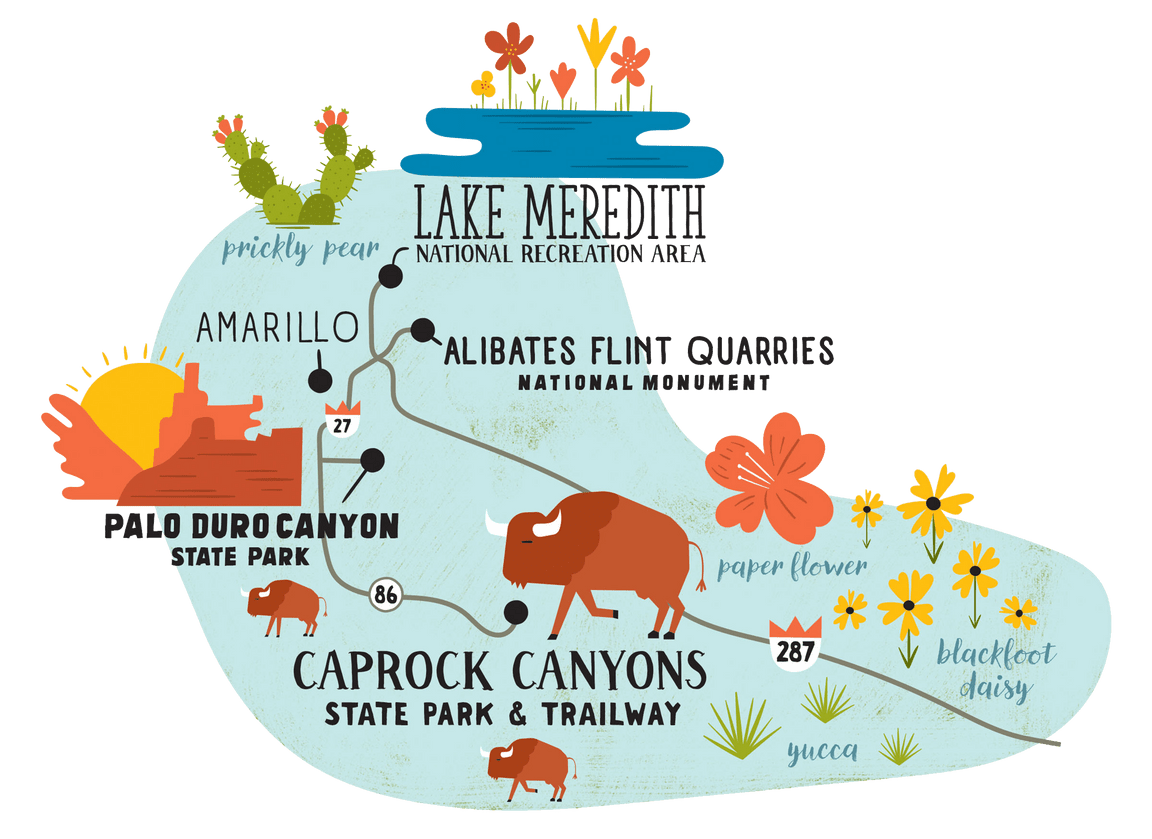 LAKE MEREDITH
NATIONAL RECREATION AREA
prickly pear
AMARILLO
ALIBATES FLINT QUARRIES
NATIONAL MONUMENT
27
PALO DURO CANYON
STATE PARK
paper flower
86
287
blackfoot
daisy
CAPROCK CANYONS
STATE PARK & TRAILWAY
yucca